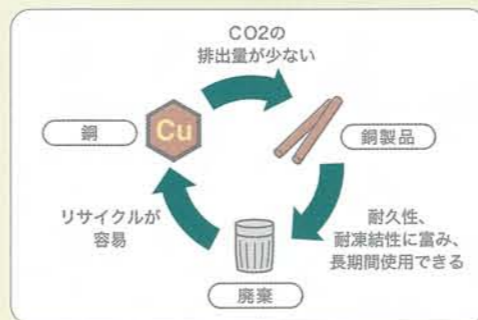 CO2の
排出量が少ない
銅
Cu
銅製品
リサイクルが
容易
耐久性、
耐凍結性に富み、
長期間使用できる
廃棄